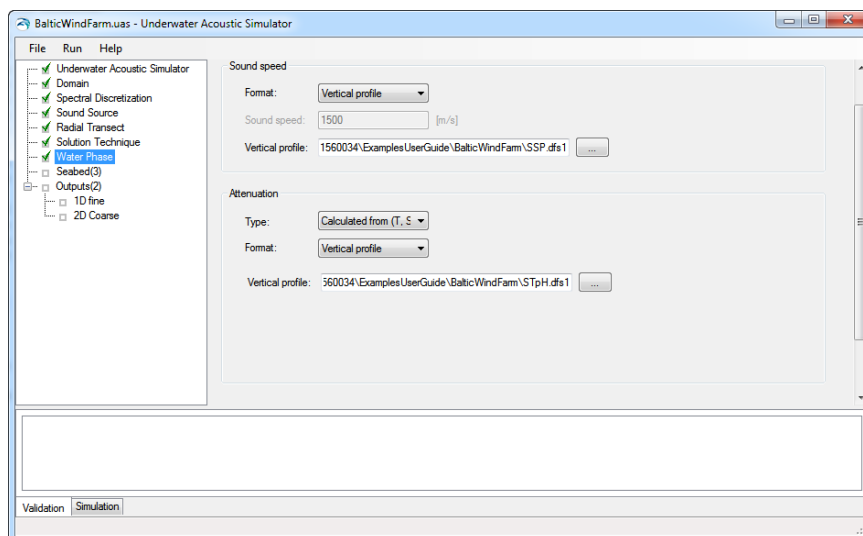 BalticWindFarm.uas - Underwater Acoustic Simulator
File Run Help
Underwater Acoustic Simulator
Domain
Spectral Discretization
Sound Source
Radial Transect
Solution Technique
Water Phase
Seabed(3)
Outputs(2)
1D fine
2D Coarse
Sound speed
Format: Vertical profile
Sound speed: 1500 [m/s]
Vertical profile: 1560034\ExamplesUserGuide\BalticWindFarm\SSP.dfs1 ...
Attenuation
Type: Calculated from (T, S
Format: Vertical profile
Vertical profile: 560034\ExamplesUserGuide\BalticWindFarm\STpH.dfs1 ...
Validation Simulation